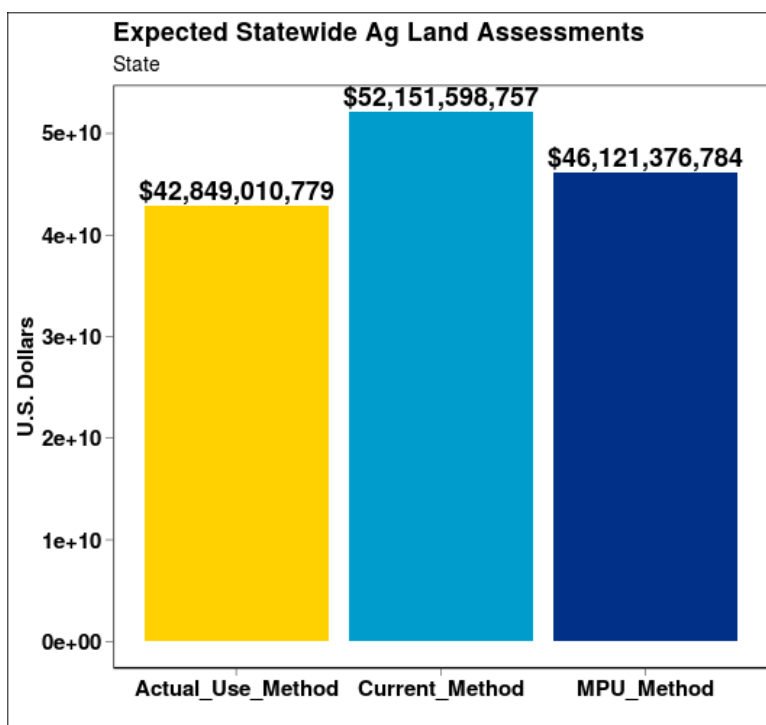 Expected Statewide Ag Land Assessments
State
$52,151,598,757
$46,121,376,784
$42,849,010,779
5e+10
4e+10
3e+10
2e+10
1e+10
0e+00
U.S. Dollars
Actual_Use_Method Current_Method MPU_Method